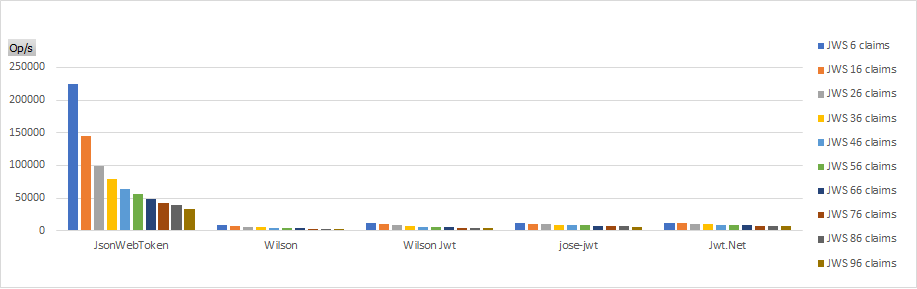 Op/s
250000
200000
150000
100000
50000
0
JsonWebToken
Wilson
Wilson Jwt
jose-jwt
Jwt.Net
JWS 6 claims
JWS 16 claims
JWS 26 claims
JWS 36 claims
JWS 46 claims
JWS 56 claims
JWS 66 claims
JWS 76 claims
JWS 86 claims
JWS 96 claims